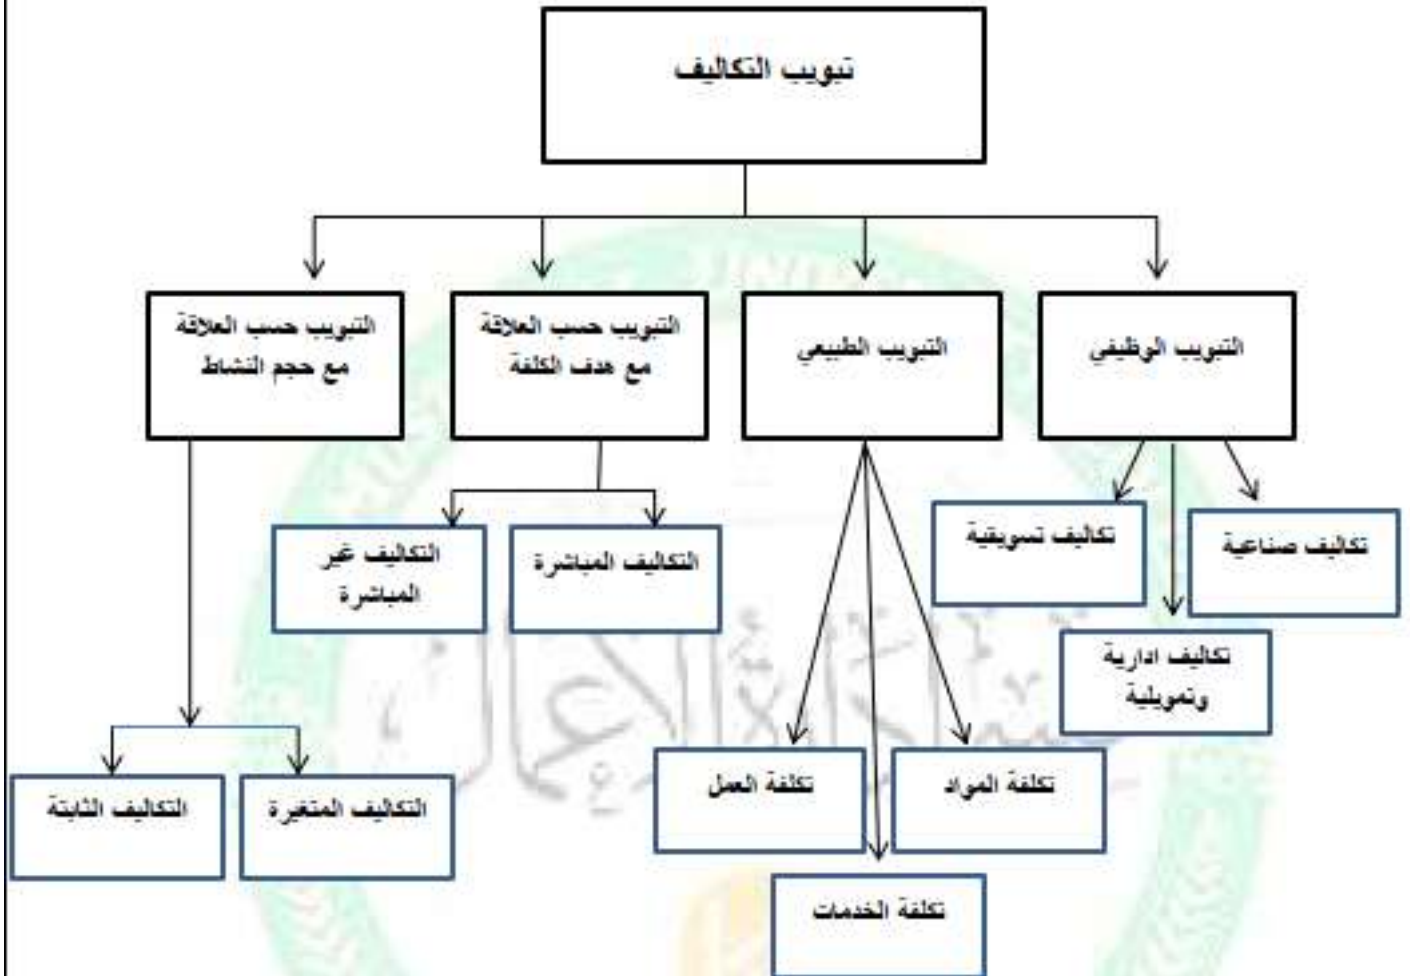 تبويب التكاليف
التبويب الوظيفي
التبويب الطبيعي
التبويب حسب العلاقة
مع هدف الكلفة
التبويب حسب العلاقة
مع حجم النشاط
تكاليف صناعية
تكاليف تسويقية
تكاليف ادارية
وتمويلية
التكاليف المباشرة
التكاليف غير
المباشرة
تكلفة المواد
تكلفة العمل
تكلفة الخدمات
التكاليف المتغيرة
التكاليف الثابتة